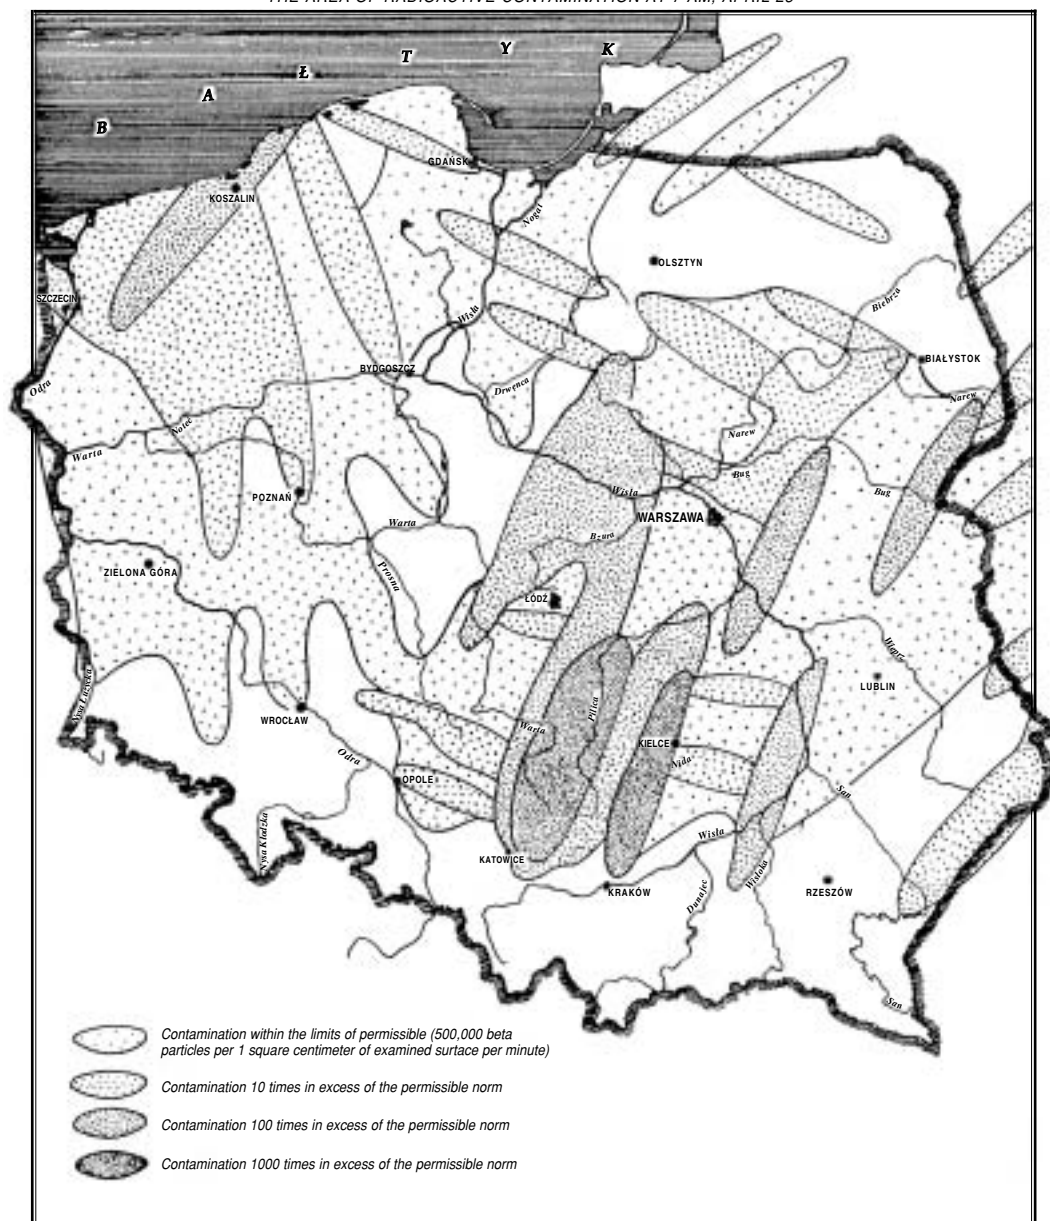 THE AREA OF RADIOACTIVE CONTAMINATION AT 7 AM, APRIL 29
B A Ł T Y K
GDAŃSK
KOSZALIN
Nogat
OLSZTYN
SZCZECIN
Biebrza
Wisła
BIAŁYSTOK
BYDGOSZCZ
Odra
Drwęnca
Narew
Noteć
Narew
Warta
Bug
Wisła
Bug
POZNAŃ
WARSZAWA
Warta
Bzura
ZIELONA GÓRA
Prosna
ŁÓDŹ
Wieprz
Nysa Łużycka
LUBLIN
Pilica
WROCŁAW
Warta
KIELCE
Odra
Nida
OPOLE
San
Nysa Kłodzka
Wisła
KATOWICE
Wisłoka
KRAKÓW
Dunajec
RZESZÓW
San
Contamination within the limits of permissible (500,000 beta
particles per 1 square centimeter of examined surtace per minute)
Contamination 10 times in excess of the permissible norm
Contamination 100 times in excess of the permissible norm
Contamination 1000 times in excess of the permissible norm